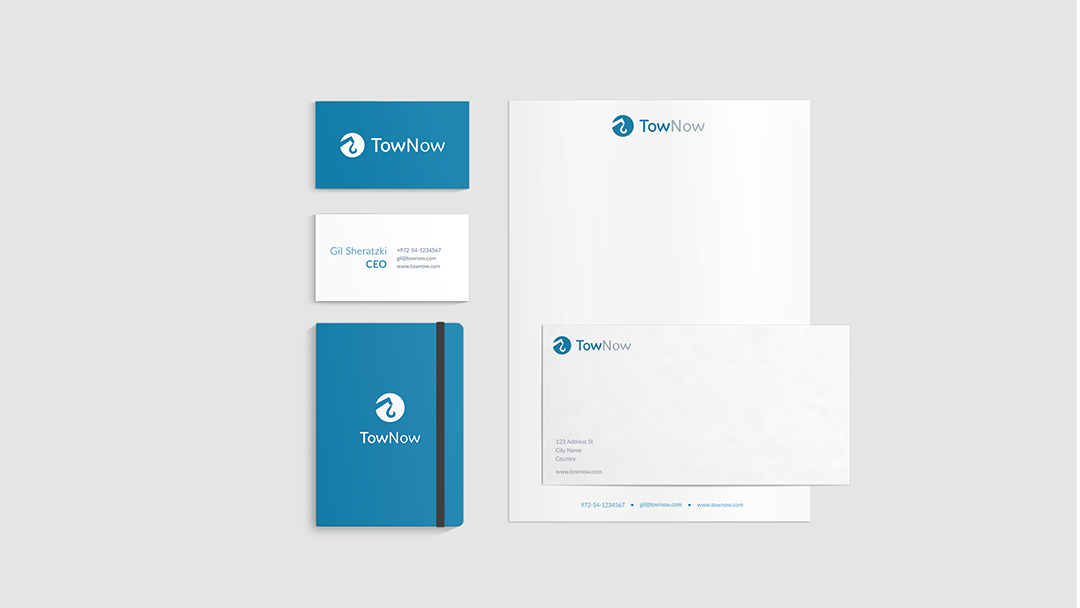 TowNow
Gil Sheratzki
CEO
+972-54-1234567
gil@townow.com
www.townow.com
TowNow
TowNow
TowNow
123 Address St
City Name
Country
www.townow.com
972-54-1234567 • gil@townow.com • www.townow.com